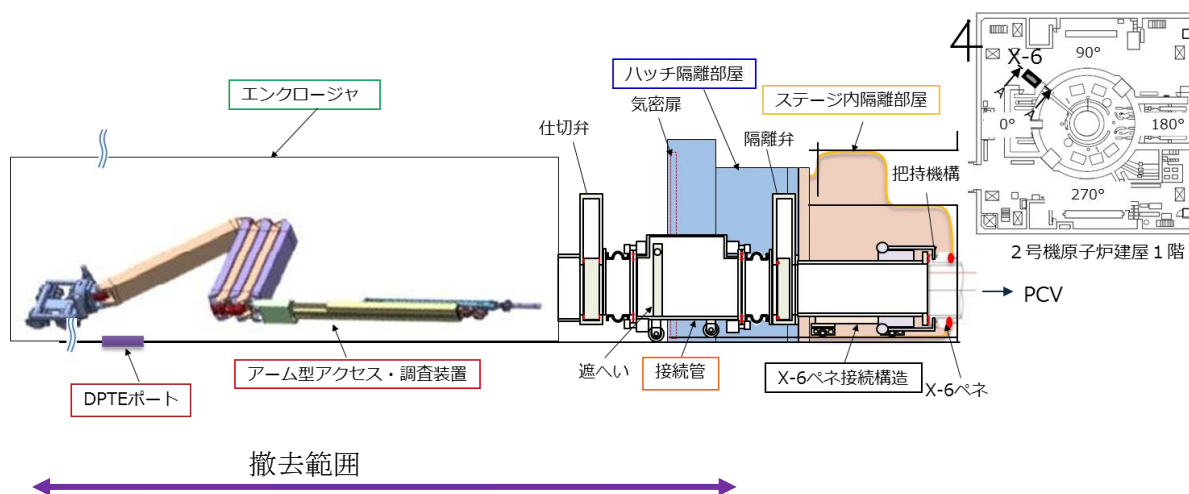 エンクロージャ
仕切弁
気密扉
ハッチ隔離部屋
隔離弁
ステージ内隔離部屋
把持機構
4
X-6
A
A
90°
0°
180°
270°
2号機原子炉建屋1階
PCV
DPTEポート
アーム型アクセス・調査装置
遮へい
接続管
X-6ペネ接続構造
X-6ペネ
撤去範囲